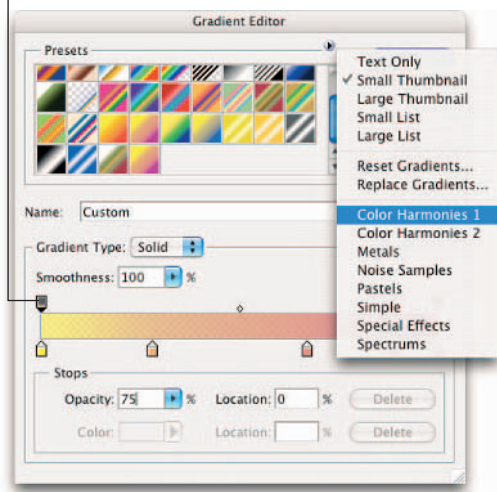 Gradient Editor
Presets
Text Only
✓ Small Thumbnail
Large Thumbnail
Small List
Large List
Reset Gradients...
Replace Gradients...
Color Harmonies 1
Color Harmonies 2
Metals
Noise Samples
Pastels
Simple
Special Effects
Spectrums
Name: Custom
Gradient Type: Solid
Smoothness: 100 %
Stops
Opacity: 75 % Location: 0 % Delete
Color: Location: % Delete